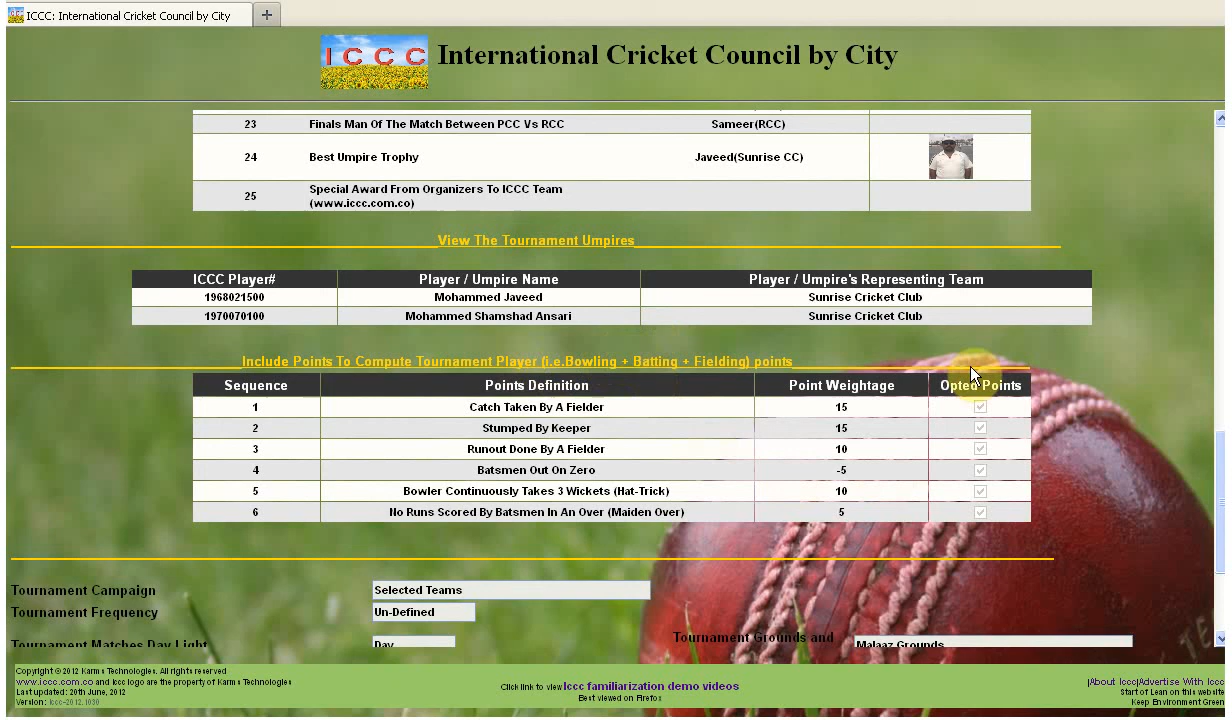 ICCC: International Cricket Council by City
I C C C International Cricket Council by City
23 Finals Man Of The Match Between PCC Vs RCC Sameer(RCC)
24 Best Umpire Trophy Javeed(Sunrise CC)
25 Special Award From Organizers To ICCC Team
(www.iccc.com.co)
View The Tournament Umpires
ICCC Player# Player / Umpire Name Player / Umpire's Representing Team
1968021500 Mohammed Javeed Sunrise Cricket Club
1970070100 Mohammed Shamshad Ansari Sunrise Cricket Club
Include Points To Compute Tournament Player (i.e.Bowling + Batting + Fielding) points
Sequence Points Definition Point Weightage Opted Points
1 Catch Taken By A Fielder 15
2 Stumped By Keeper 15
3 Runout Done By A Fielder 10
4 Batsmen Out On Zero -5
5 Bowler Continuously Takes 3 Wickets (Hat-Trick) 10
6 No Runs Scored By Batsmen In An Over (Maiden Over) 5
Tournament Campaign Selected Teams
Tournament Frequency Un-Defined
Tournament Matches Day Light Day Tournament Grounds and Malaaz Grounds
Copyright © 2012 Karms Technologies. All rights reserved
www.iccc.com.co and Iccc logo are the property of Karms Technologies
Last updated: 20th June, 2012
Version: Iccc-2012.1030
Click link to view Iccc familiarization demo videos
Best viewed on Firefox
|About Iccc|Advertise With Iccc
Start of Lean on this website
Keep Environment Green